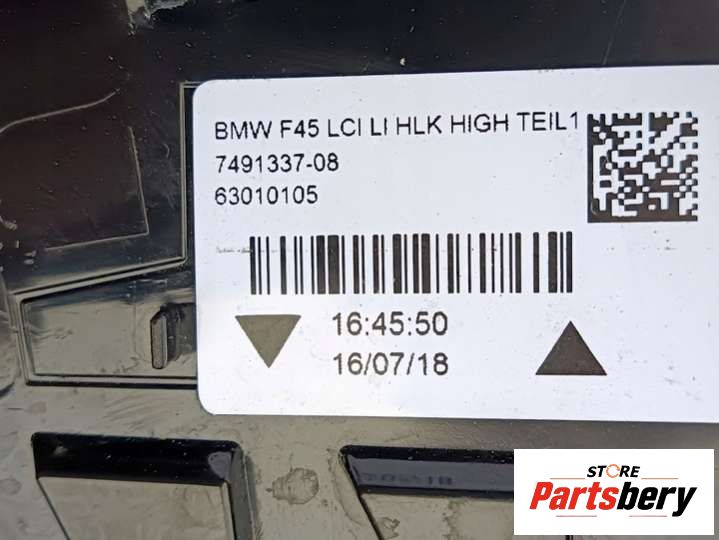 BMW F45 LCI LI HLK HIGH TEIL1
7491337-08
63010105
16:45:50
16/07/18
STORE
Partsbery